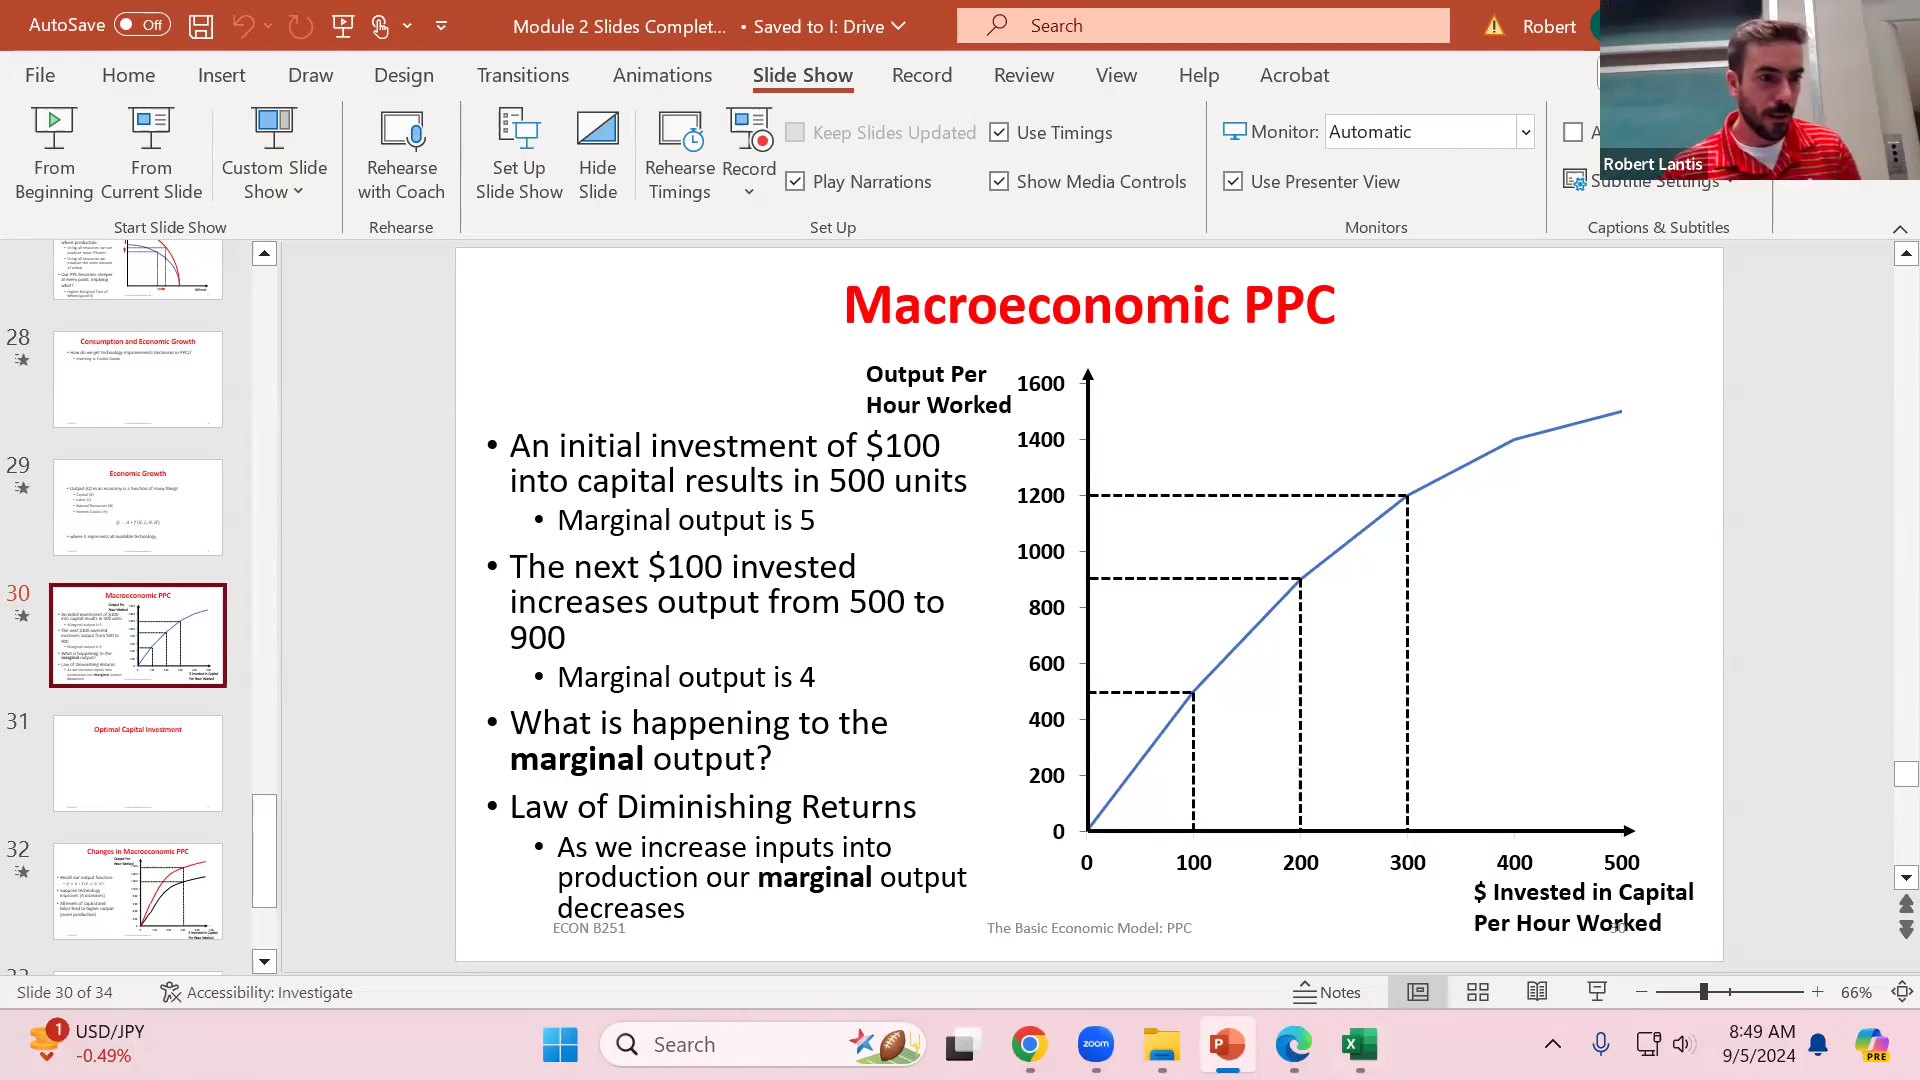 AutoSave Off
Module 2 Slides Complet... • Saved to I: Drive
Search
Robert
File Home Insert Draw Design Transitions Animations Slide Show Record Review View Help Acrobat
From Beginning
From Current Slide
Custom Slide Show
Start Slide Show
Rehearse with Coach
Rehearse
Set Up Slide Show
Hide Slide
Rehearse Timings
Record
Keep Slides Updated
Play Narrations
Use Timings
Show Media Controls
Set Up
Monitor: Automatic
Use Presenter View
Monitors
Subtitle Settings
Captions & Subtitles
Robert Lantis
28
Consumption and Economic Growth
29
Economic Growth
30
Macroeconomic PPC
31
Optimal Capital Investment
32
Changes in Macroeconomic PPC
Macroeconomic PPC
• An initial investment of $100
into capital results in 500 units
• Marginal output is 5
• The next $100 invested
increases output from 500 to
900
• Marginal output is 4
• What is happening to the
marginal output?
• Law of Diminishing Returns
• As we increase inputs into
production our marginal output
decreases
Output Per
Hour Worked
1600
1400
1200
1000
800
600
400
200
0
0 100 200 300 400 500
$ Invested in Capital
Per Hour Worked
ECON B251
The Basic Economic Model: PPC
30
Slide 30 of 34
Accessibility: Investigate
Notes
66%
1
USD/JPY
-0.49%
Search
zoom
8:49 AM
9/5/2024
PRE